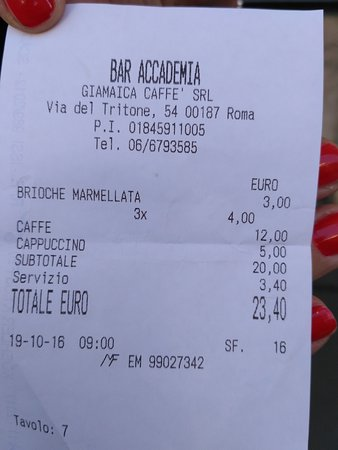 BAR ACCADEMIA
GIAMAICA CAFFE' SRL
Via del Tritone, 54 00187 Roma
P.I. 01845911005
Tel. 06/6793585
EURO
BRIOCHE MARMELLATA 3,00
3x 4,00
CAFFE 12,00
CAPPUCCINO 5,00
SUBTOTALE 20,00
Servizio 3,40
TOTALE EURO 23,40
19-10-16 09:00 SF. 16
MF EM 99027342
Tavolo: 7